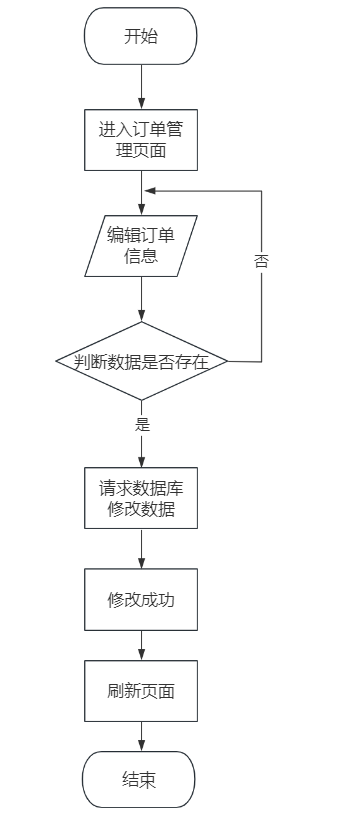 开始
进入订单管
理页面
编辑订单
信息
否
判断数据是否存在
是
请求数据库
修改数据
修改成功
刷新页面
结束